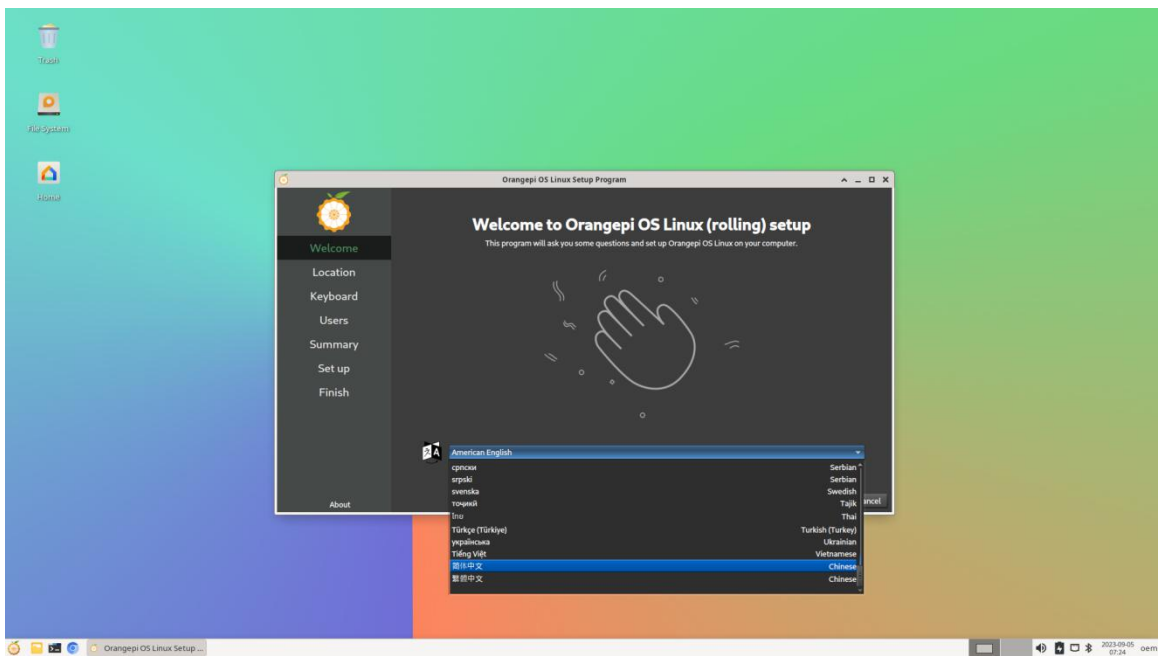 Trash
File System
Home
Orangepi OS Linux Setup Program
Welcome
Location
Keyboard
Users
Summary
Set up
Finish
About
Welcome to Orangepi OS Linux (rolling) setup
This program will ask you some questions and set up Orangepi OS Linux on your computer.
American English
српски Serbian
srpski Serbian
svenska Swedish
тоҷикӣ Tajik
ไทย Thai
Türkçe (Türkiye) Turkish (Turkey)
українська Ukrainian
Tiếng Việt Vietnamese
简体中文 Chinese
繁體中文 Chinese
ancel
Orangepi OS Linux Setup ...
2023-09-05
07:24
oem